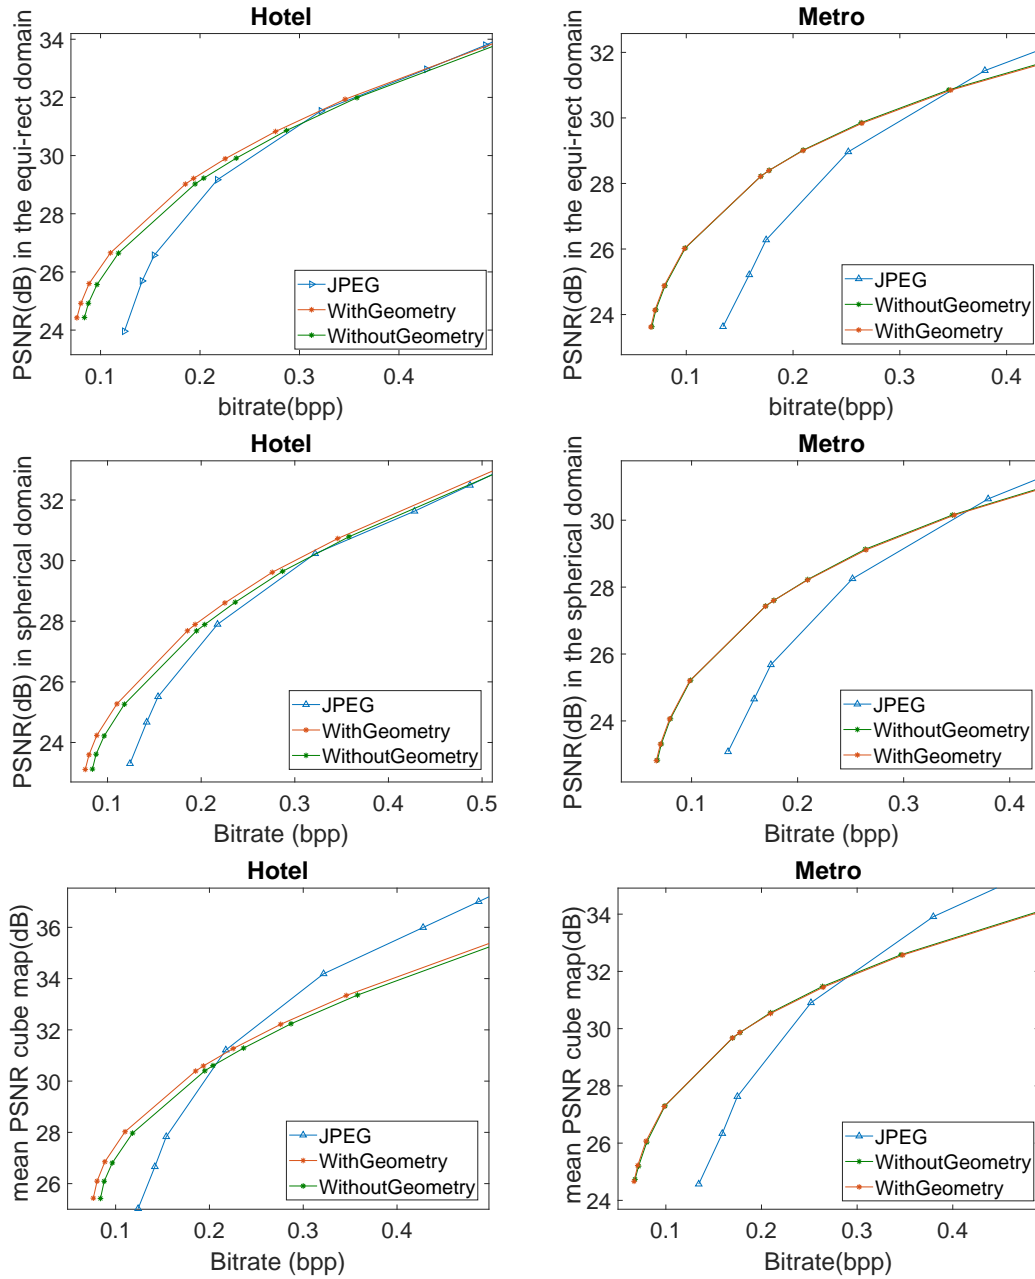 Hotel
PSNR(dB) in the equi-rect domain
34
32
30
28
26
24
0.1 0.2 0.3 0.4
bitrate(bpp)
JPEG
WithGeometry
WithoutGeometry
Metro
PSNR(dB) in the equi-rect domain
32
30
28
26
24
0.1 0.2 0.3 0.4
bitrate(bpp)
JPEG
WithoutGeometry
WithGeometry
Hotel
PSNR(dB) in spherical domain
32
30
28
26
24
0.1 0.2 0.3 0.4 0.5
Bitrate (bpp)
JPEG
WithGeometry
WithoutGeometry
Metro
PSNR(dB) in the spherical domain
30
28
26
24
0.1 0.2 0.3 0.4
Bitrate (bpp)
JPEG
WithoutGeometry
WithGeometry
Hotel
mean PSNR cube map(dB)
36
34
32
30
28
26
0.1 0.2 0.3 0.4
Bitrate (bpp)
JPEG
WithGeometry
WithoutGeometry
Metro
mean PSNR cube map(dB)
34
32
30
28
26
24
0.1 0.2 0.3 0.4
Bitrate(bpp)
JPEG
WithoutGeometry
WithGeometry